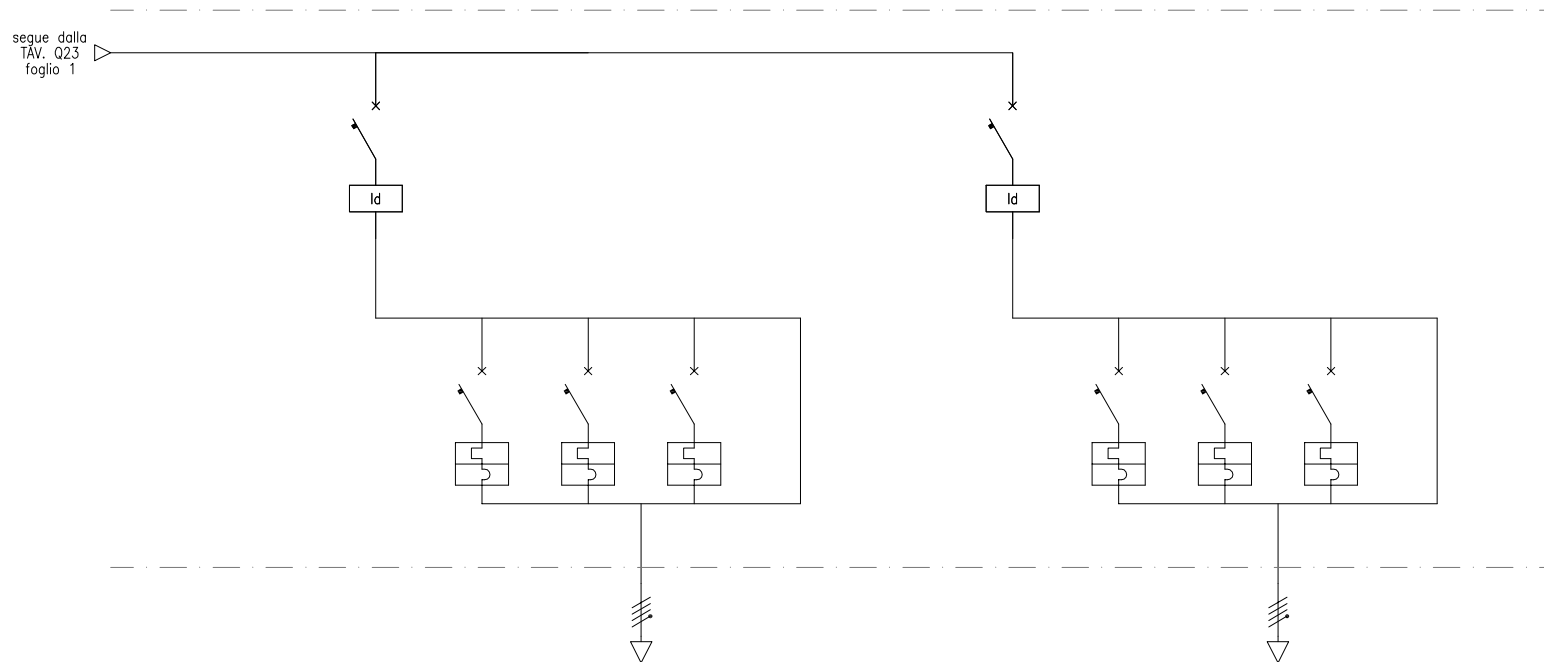 segue dalla
TAV. Q23
foglio 1
Id
Id